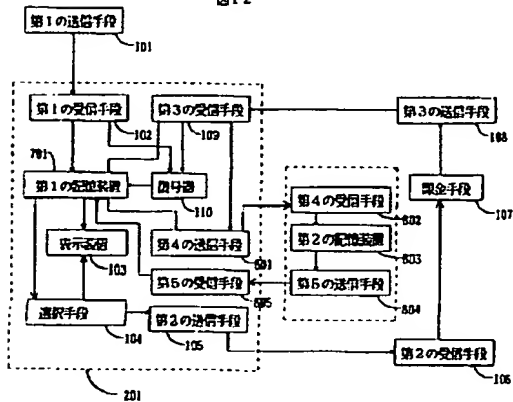 図12
第1の送信手段
101
第1の受信手段
102
第3の受信手段
109
第3の送信手段
108
701
第1の記憶装置
復号器
110
第4の受信手段
802
課金手段
107
表示装置
103
第4の送信手段
801
第2の記憶装置
803
第5の受信手段
805
第5の送信手段
804
選択手段
104
第2の送信手段
105
第2の受信手段
106
201